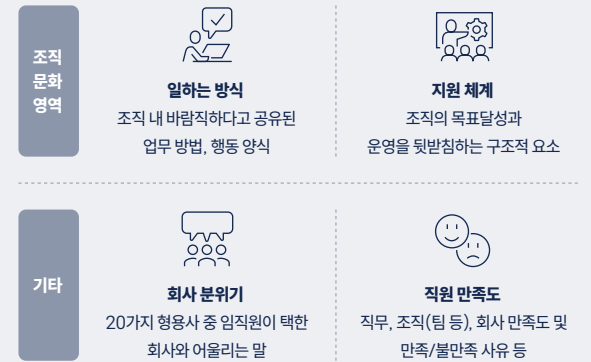 조직
문화
영역
일하는 방식
조직 내 바람직하다고 공유된
업무 방법, 행동 양식
지원 체계
조직의 목표달성과
운영을 뒷받침하는 구조적 요소
기타
회사 분위기
20가지 형용사 중 임직원이 택한
회사와 어울리는 말
직원 만족도
직무, 조직(팀 등), 회사 만족도 및
만족/불만족 사유 등